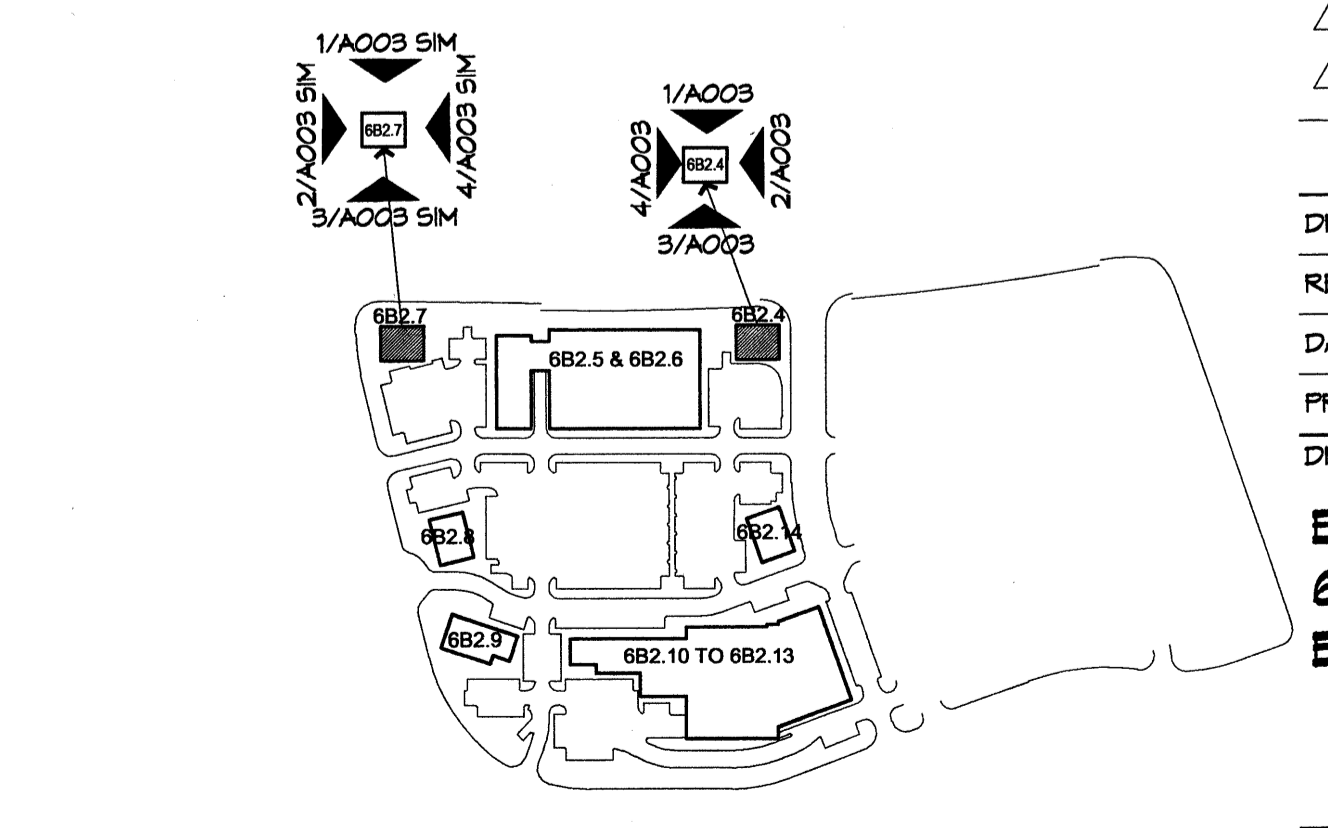 1/A003 SIM
2/A003 SIM
6B2.7
4/A003 SIM
3/A003 SIM
1/A003
4/A003
6B2.4
2/A003
3/A003
6B2.7
6B2.4
6B2.5 & 6B2.6
6B2.8
6B2.14
6B2.9
6B2.10 TO 6B2.13